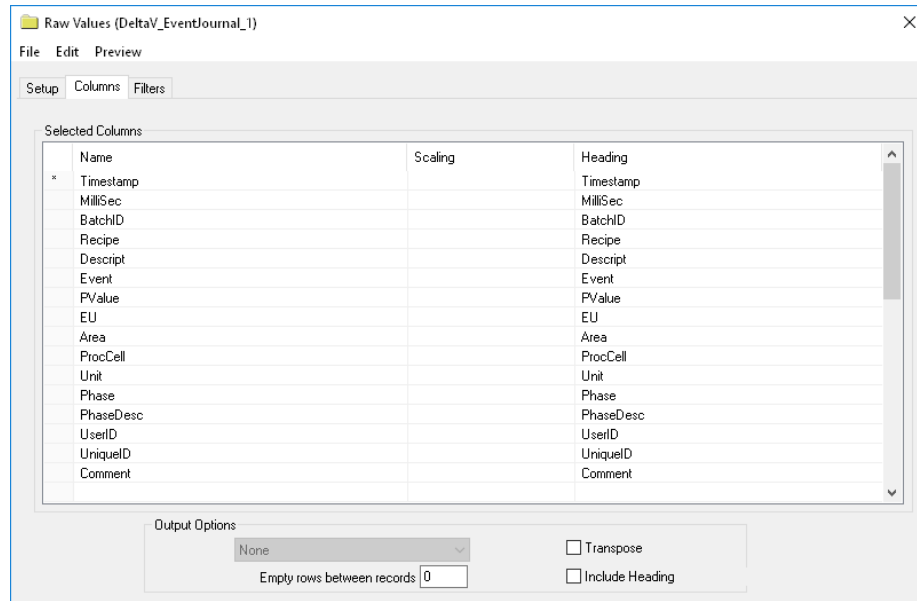 Raw Values (DeltaV_EventJournal_1)
File Edit Preview
Setup Columns Filters
Selected Columns
Name Scaling Heading
* Timestamp Timestamp
MilliSec MilliSec
BatchID BatchID
Recipe Recipe
Descript Descript
Event Event
PValue PValue
EU EU
Area Area
ProcCell ProcCell
Unit Unit
Phase Phase
PhaseDesc PhaseDesc
UserID UserID
UniqueID UniqueID
Comment Comment
Output Options
None Transpose
Empty rows between records 0 Include Heading